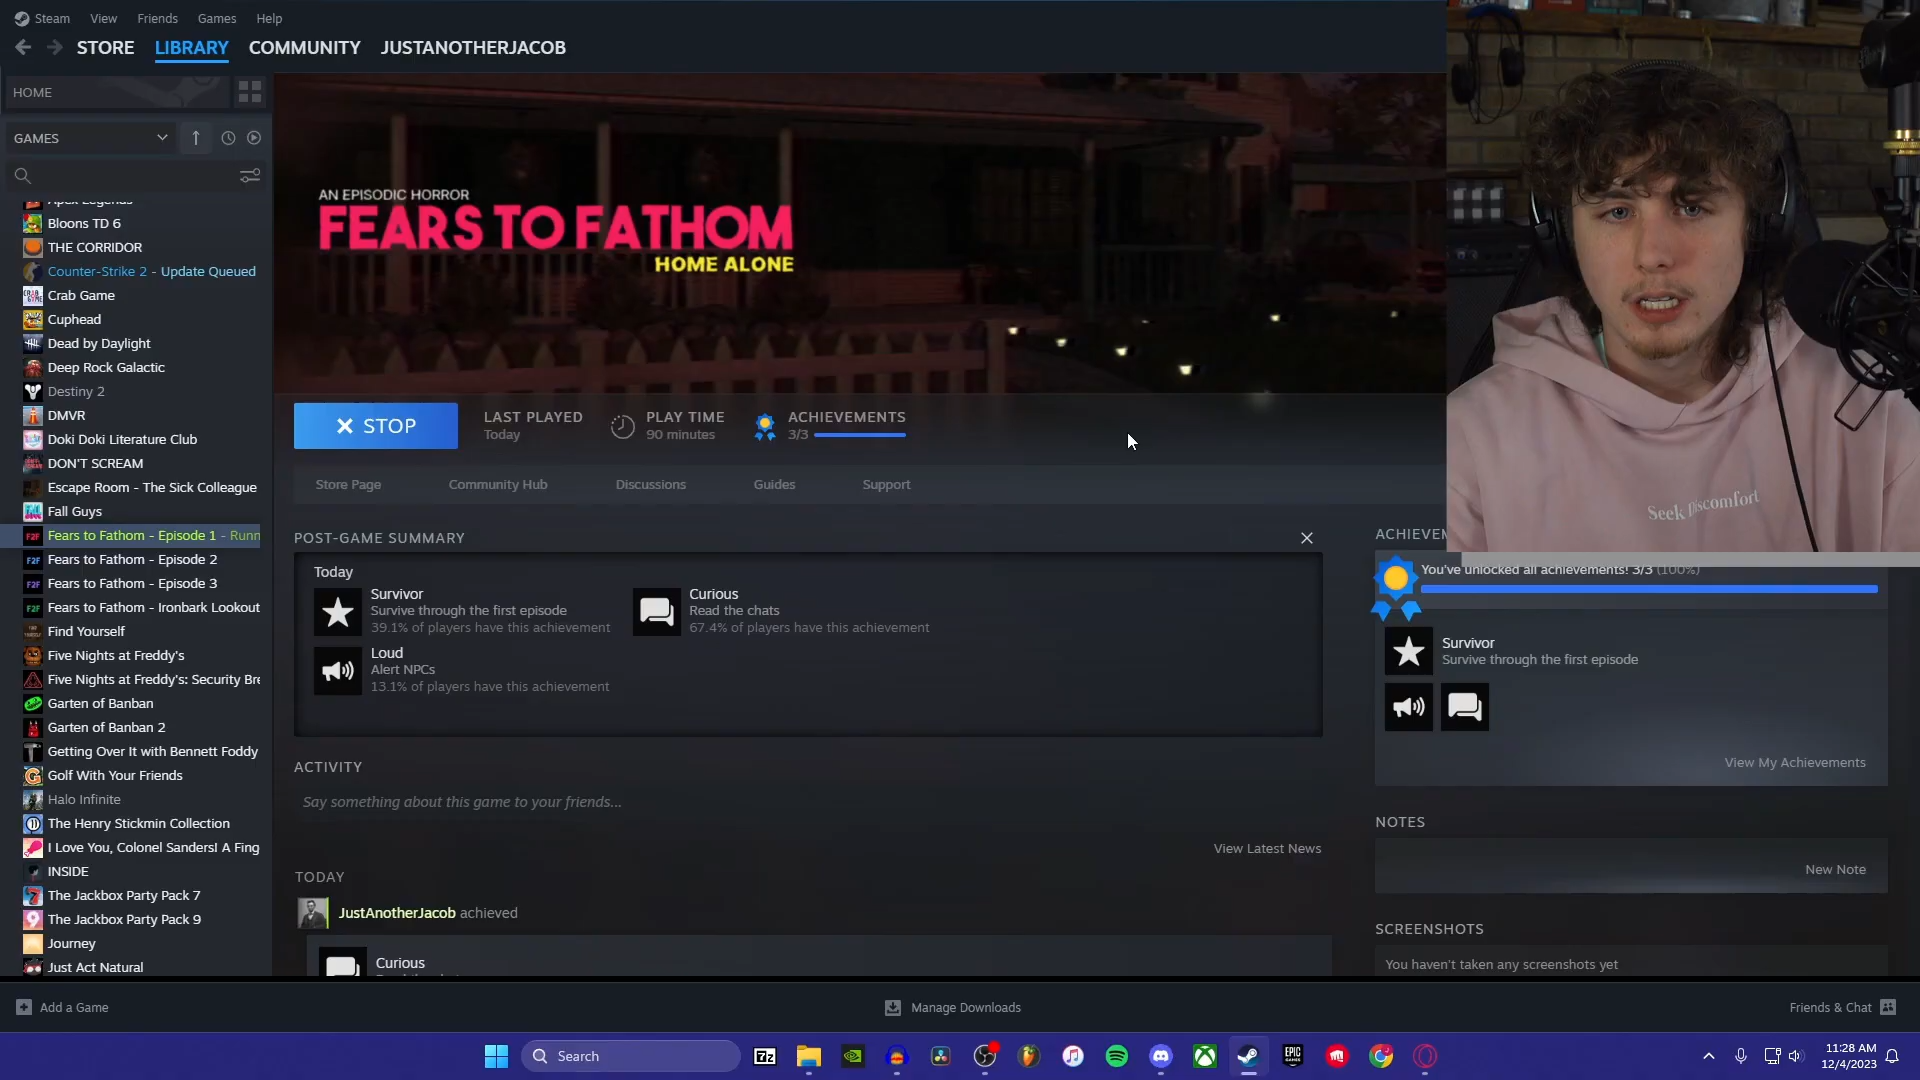 Steam View Friends Games Help
STORE LIBRARY COMMUNITY JUSTANOTHERJACOB
HOME
GAMES
Apex Legends
Bloons TD 6
THE CORRIDOR
Counter-Strike 2 - Update Queued
Crab Game
Cuphead
Dead by Daylight
Deep Rock Galactic
Destiny 2
DMVR
Doki Doki Literature Club
DON'T SCREAM
Escape Room - The Sick Colleague
Fall Guys
Fears to Fathom - Episode 1 - Runn
Fears to Fathom - Episode 2
Fears to Fathom - Episode 3
Fears to Fathom - Ironbark Lookout
Find Yourself
Five Nights at Freddy's
Five Nights at Freddy's: Security Bre
Garten of Banban
Garten of Banban 2
Getting Over It with Bennett Foddy
Golf With Your Friends
Halo Infinite
The Henry Stickmin Collection
I Love You, Colonel Sanders! A Fing
INSIDE
The Jackbox Party Pack 7
The Jackbox Party Pack 9
Journey
Just Act Natural
AN EPISODIC HORROR
FEARS TO FATHOM
HOME ALONE
STOP
LAST PLAYED
Today
PLAY TIME
90 minutes
ACHIEVEMENTS
3/3
Store Page Community Hub Discussions Guides Support
POST-GAME SUMMARY
Today
Survivor
Survive through the first episode
39.1% of players have this achievement
Curious
Read the chats
67.4% of players have this achievement
Loud
Alert NPCs
13.1% of players have this achievement
ACTIVITY
Say something about this game to your friends...
View Latest News
TODAY
JustAnotherJacob achieved
Curious
ACHIEVEM
You've unlocked all achievements! 3/3 (100%)
Survivor
Survive through the first episode
View My Achievements
NOTES
New Note
SCREENSHOTS
You haven't taken any screenshots yet
Seek Discomfort
Add a Game
Manage Downloads
Friends & Chat
Search
7z
EPIC
GAMES
11:28 AM
12/4/2023